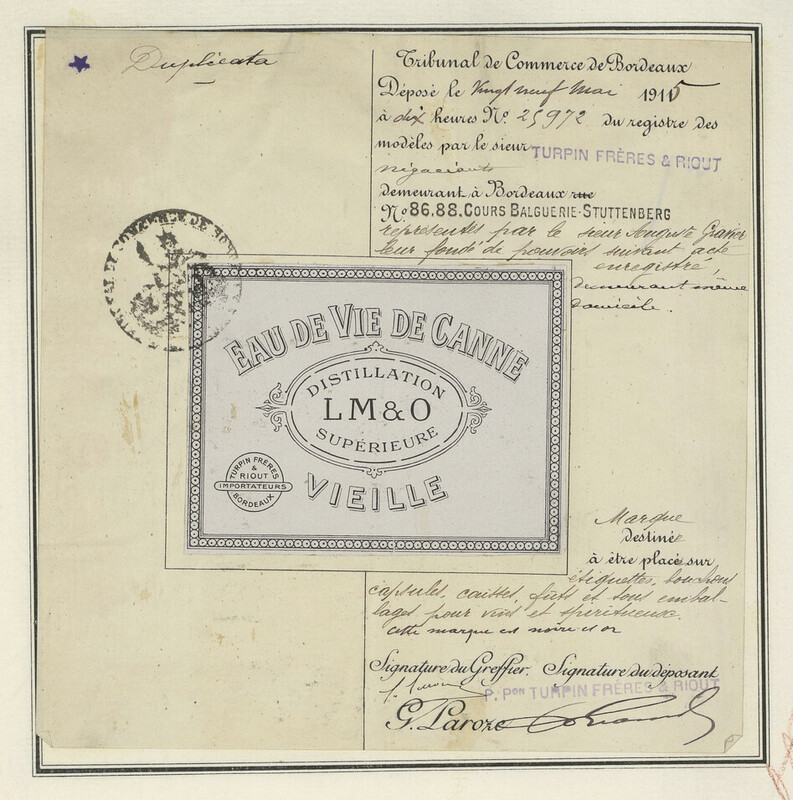 Duplicata
Tribunal de Commerce de Bordeaux
Déposé le Vingt neuf Mai 1915
à dix heures No. 25972 du registre des
modèles par le sieur TURPIN FRÈRES & RIOUT
négociants
demeurant à Bordeaux rue
No. 86.88. COURS BALGUERIE-STUTTENBERG
représentés par le sieur Auguste
leur fondé de pouvoirs suivant acte
enregistré,
demeurant même
domicile.
EAU DE VIE DE CANNE
DISTILLATION
LM&O
SUPÉRIEURE
TURPIN FRÈRES
& RIOUT
IMPORTATEURS
BORDEAUX
VIEILLE
Marque
destinée
à être placée sur
étiquettes, bouchons
capsules, caisses, fûts et tous embal-
lages pour vins et spiritueux.
cette marque est noire et or
Signature du Greffier. Signature du déposant
P. PON TURPIN FRÈRES & RIOUT
G. Laroze